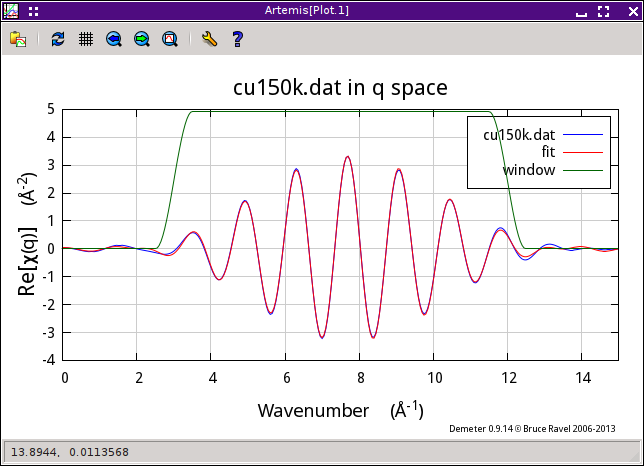 Artemis[Plot.1]
cu150k.dat in q space
cu150k.dat
fit
window
5
4
3
2
1
0
-1
-2
-3
-4
Re[χ(q)] (Å⁻²)
0 2 4 6 8 10 12 14
Wavenumber (Å⁻¹)
Demeter 0.9.14 © Bruce Ravel 2006-2013
13.8944, 0.0113568